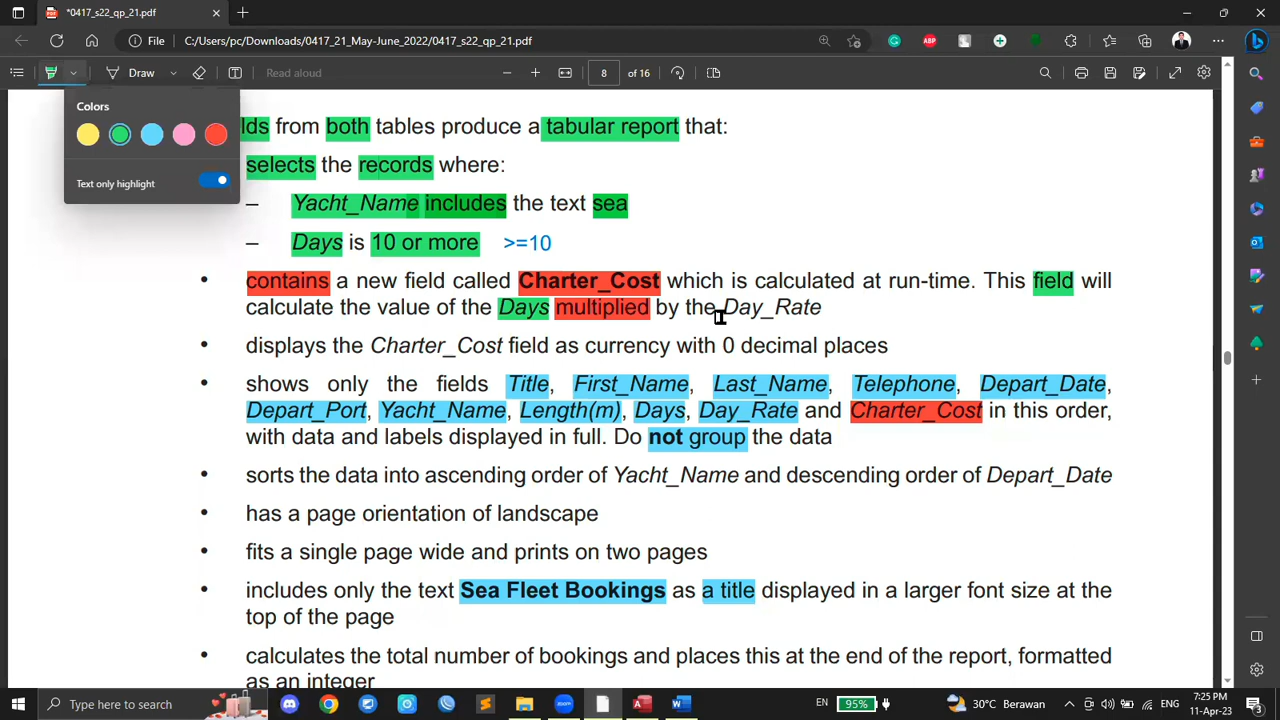 *0417_s22_qp_21.pdf
File C:/Users/pc/Downloads/0417_21_May-June_2022/0417_s22_qp_21.pdf
Draw Read aloud 8 of 16
Colors
Text only highlight
lds from both tables produce a tabular report that:
selects the records where:
– Yacht_Name includes the text sea
– Days is 10 or more >=10
• contains a new field called Charter_Cost which is calculated at run-time. This field will
calculate the value of the Days multiplied by the Day_Rate
• displays the Charter_Cost field as currency with 0 decimal places
• shows only the fields Title, First_Name, Last_Name, Telephone, Depart_Date,
Depart_Port, Yacht_Name, Length(m), Days, Day_Rate and Charter_Cost in this order,
with data and labels displayed in full. Do not group the data
• sorts the data into ascending order of Yacht_Name and descending order of Depart_Date
• has a page orientation of landscape
• fits a single page wide and prints on two pages
• includes only the text Sea Fleet Bookings as a title displayed in a larger font size at the
top of the page
• calculates the total number of bookings and places this at the end of the report, formatted
as an integer
Type here to search
EN 95% 30°C Berawan ENG
7:25 PM
11-Apr-23
3